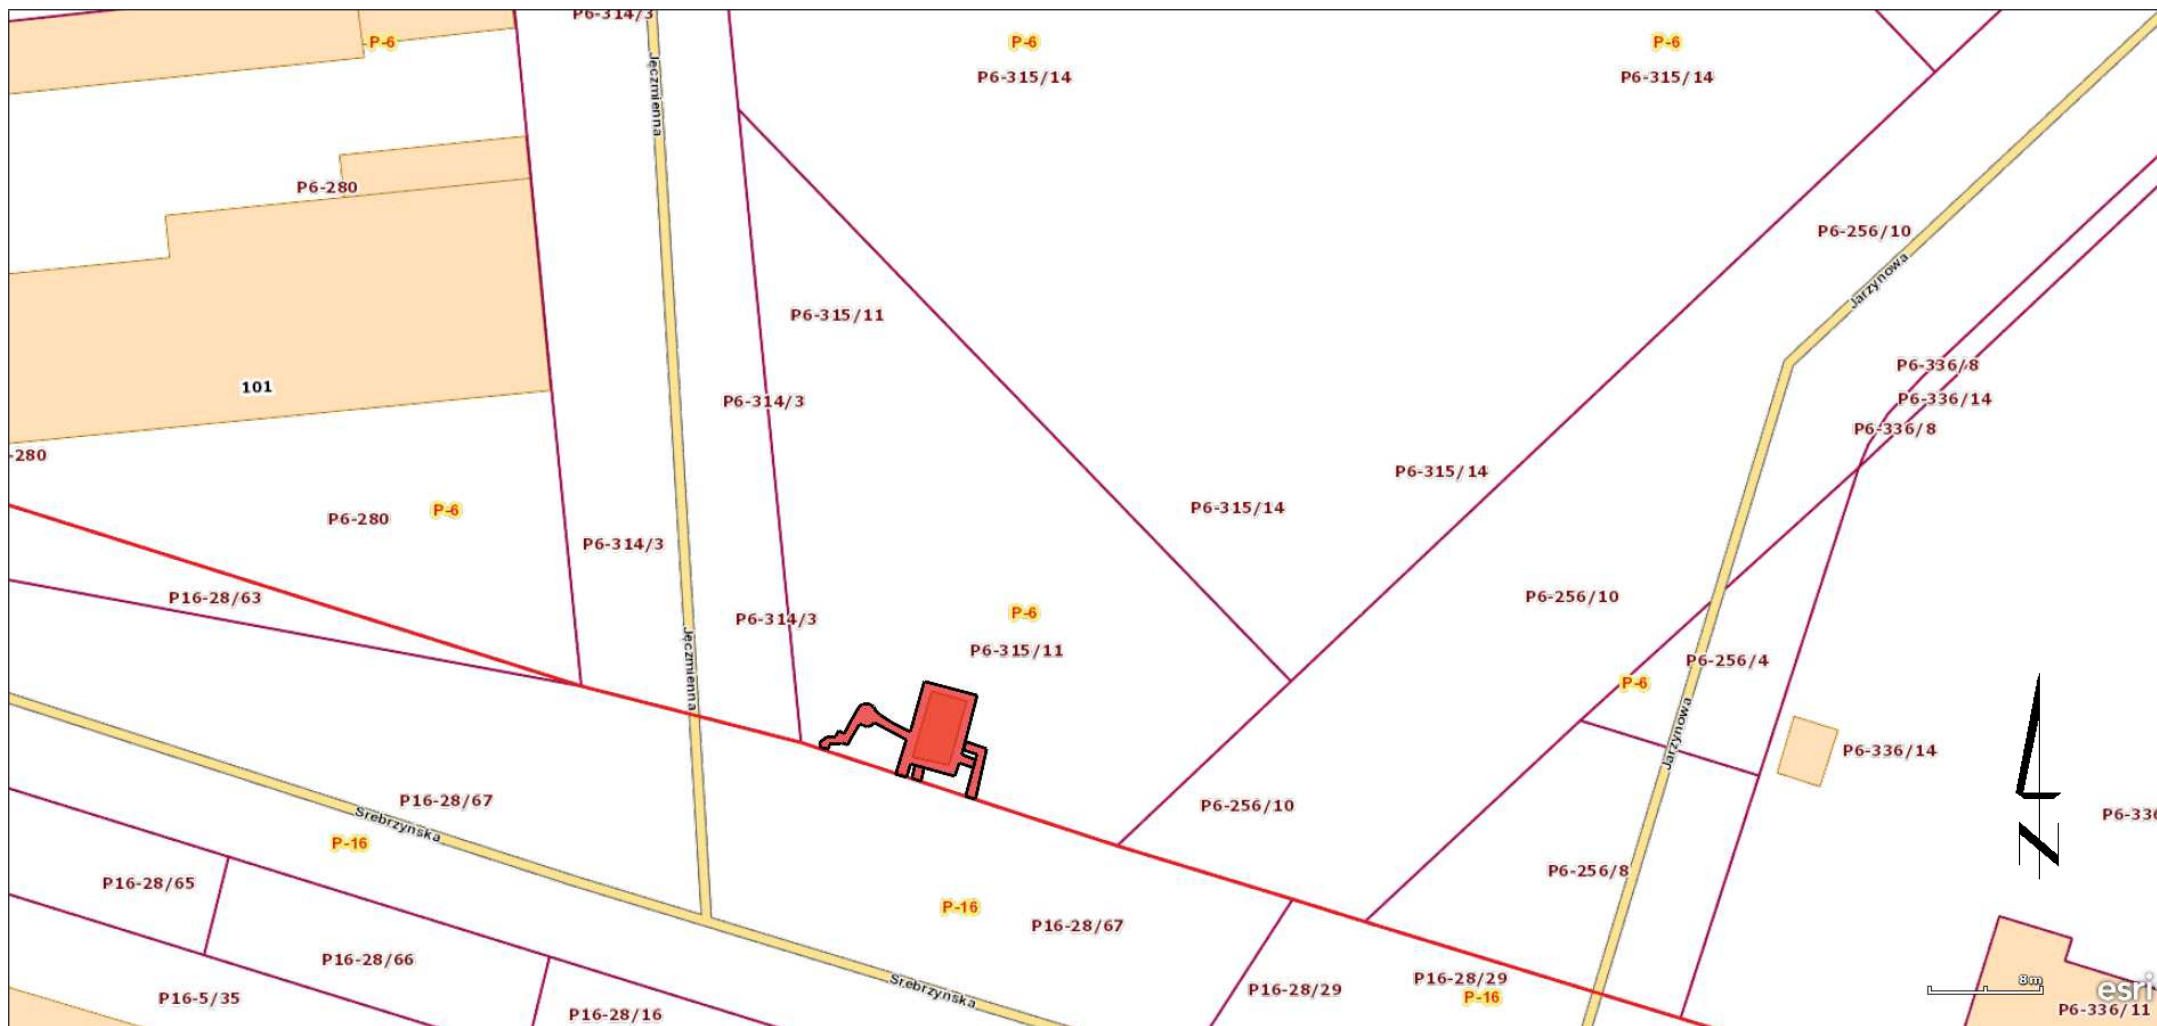 P6-314/3
P-6
P-6
P-6
P6-315/14
P6-315/14
Jęczmienna
P6-280
P6-256/10
Jarzynowa
P6-315/11
P6-336/8
101
P6-314/3
P6-336/14
P6-336/8
-280
P6-315/14
P6-315/14
P6-280
P-6
P6-314/3
P16-28/63
P6-256/10
P-6
P6-314/3
P6-315/11
Jęczmienna
P6-256/4
P-6
Jarzynowa
P6-336/14
P16-28/67
P6-256/10
P6-336
Srebrzyńska
P-16
P16-28/65
P6-256/8
P-16
P16-28/67
P16-28/66
P16-28/29
P16-28/29
P-16
8m
esri
Srebrzyńska
P16-5/35
P16-28/16
P6-336/11
N